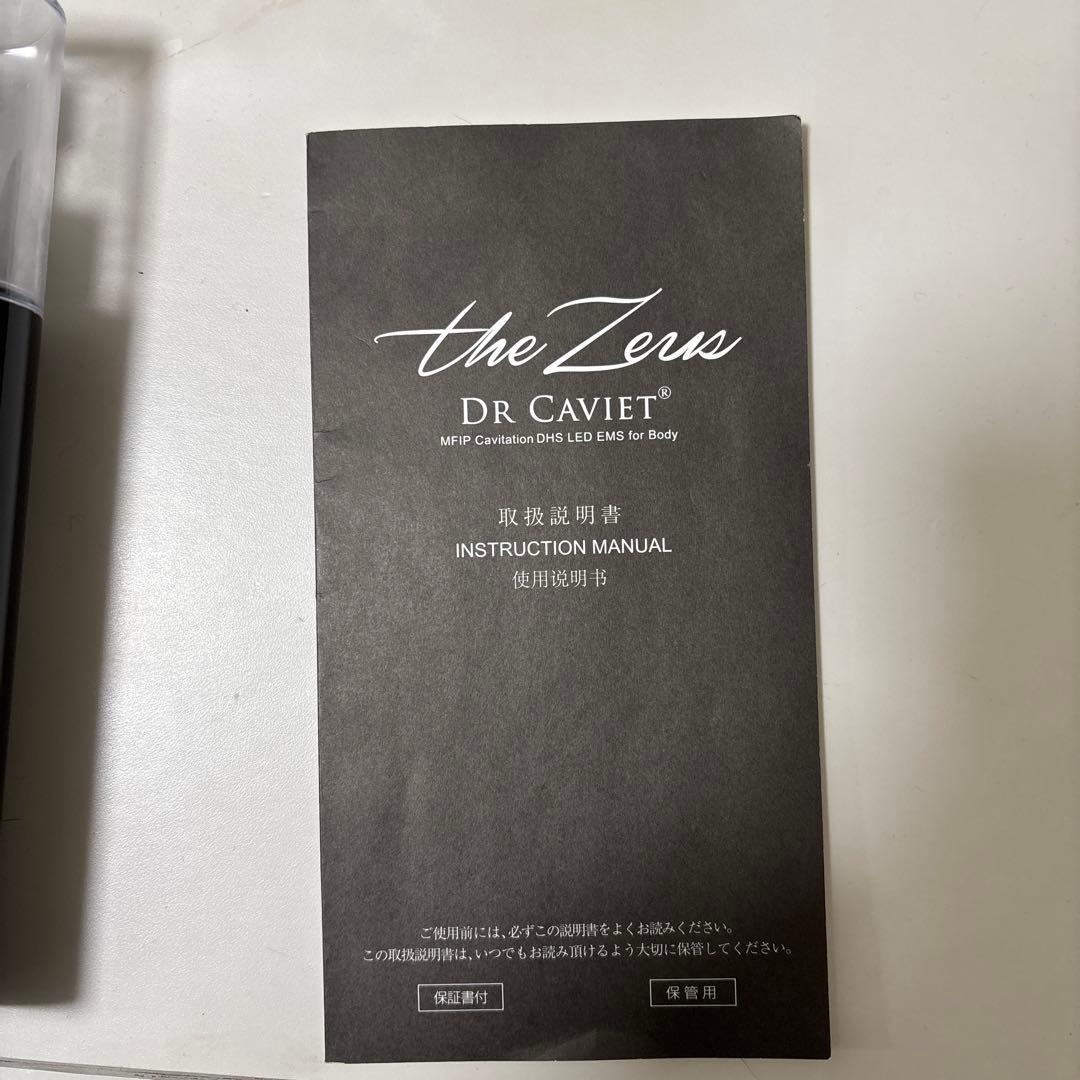 the Zeus
DR CAVIET®
MFIP Cavitation DHS LED EMS for Body
取扱説明書
INSTRUCTION MANUAL
使用说明书
ご使用前には、必ずこの説明書をよくお読みください。
この取扱説明書は、いつでもお読み頂けるよう大切に保管してください。
保証書付
保管用